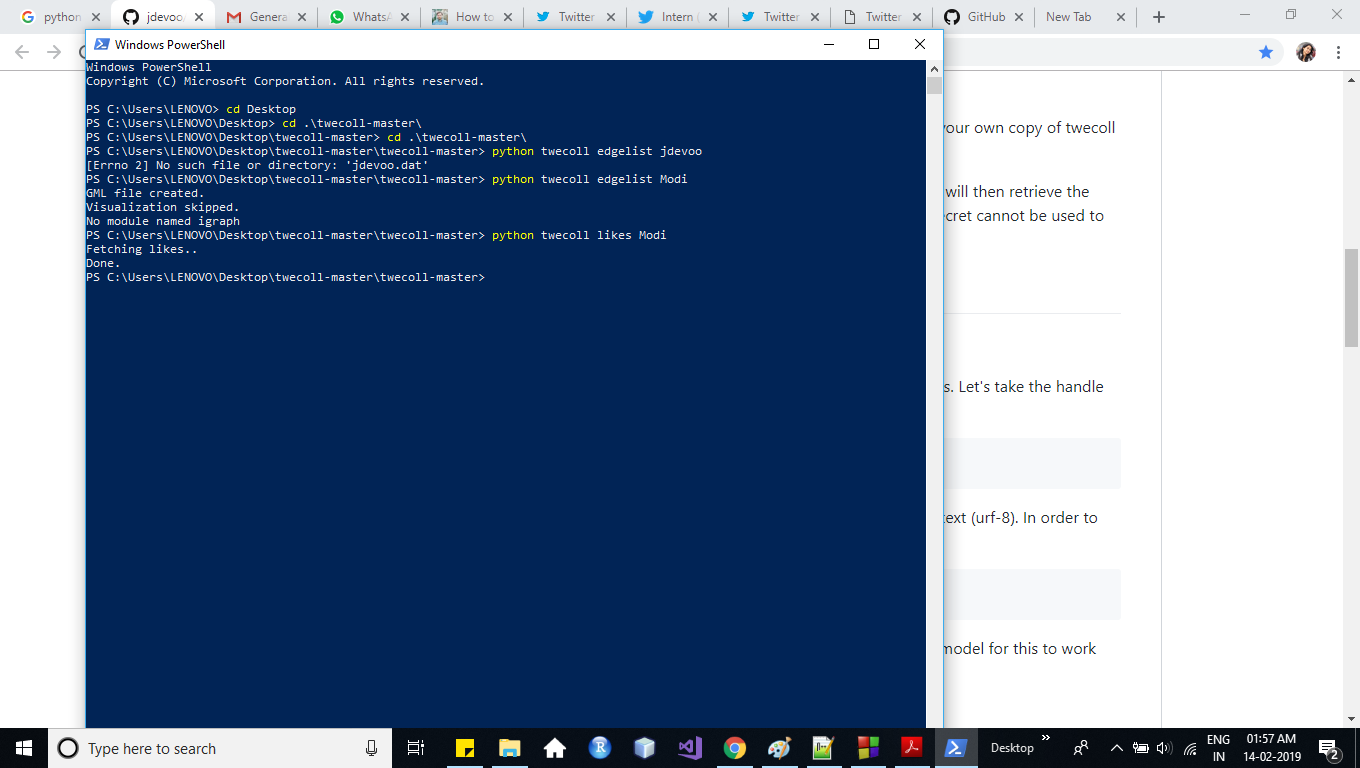 python
jdevoo/
Genera
WhatsA
How to
Twitter
Intern
Twitter
Twitter
GitHub
New Tab
Windows PowerShell
Windows PowerShell
Copyright (C) Microsoft Corporation. All rights reserved.
PS C:\Users\LENOVO> cd Desktop
PS C:\Users\LENOVO\Desktop> cd .\twecoll-master\
PS C:\Users\LENOVO\Desktop\twecoll-master> cd .\twecoll-master\
PS C:\Users\LENOVO\Desktop\twecoll-master\twecoll-master> python twecoll edgelist jdevoo
[Errno 2] No such file or directory: 'jdevoo.dat'
PS C:\Users\LENOVO\Desktop\twecoll-master\twecoll-master> python twecoll edgelist Modi
GML file created.
Visualization skipped.
No module named igraph
PS C:\Users\LENOVO\Desktop\twecoll-master\twecoll-master> python twecoll likes Modi
Fetching likes..
Done.
PS C:\Users\LENOVO\Desktop\twecoll-master\twecoll-master>
your own copy of twecoll
will then retrieve the
ecret cannot be used to
s. Let's take the handle
text (urf-8). In order to
model for this to work
Type here to search
Desktop
ENG
IN
01:57 AM
14-02-2019
2